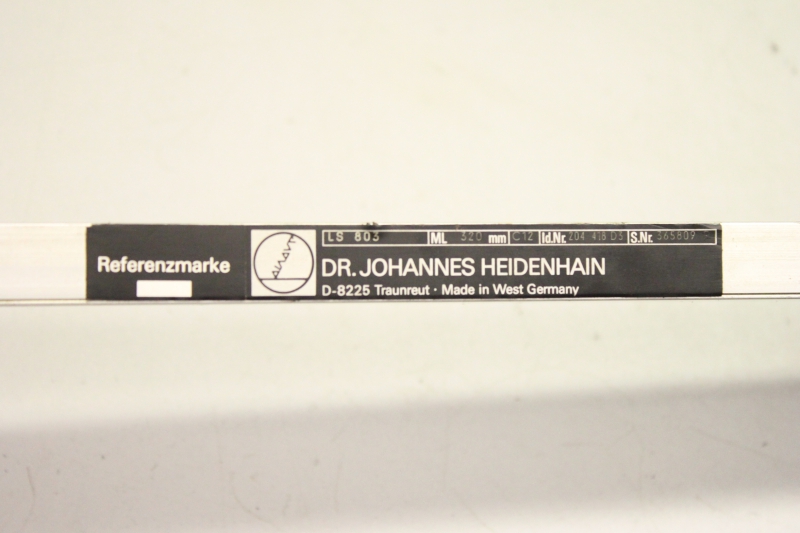 Referenzmarke
LS 803 ML 320 mm C12 Id.Nr. 204 418 03 S.Nr. 365809
DR. JOHANNES HEIDENHAIN
D-8225 Traunreut · Made in West Germany